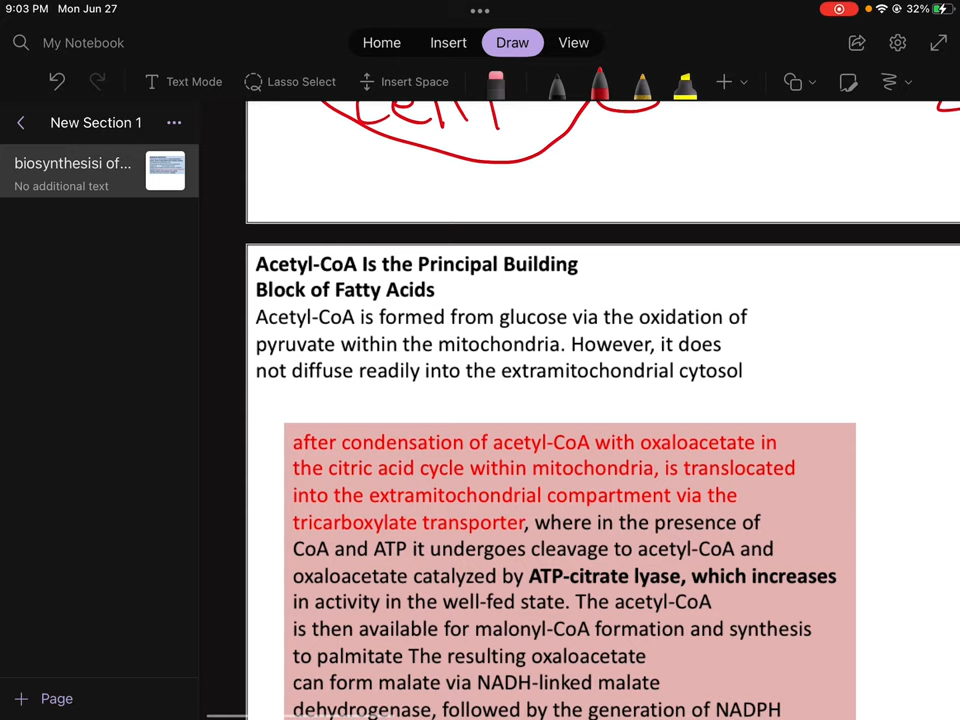 9:03 PM Mon Jun 27
32%
My Notebook
Home Insert Draw View
Text Mode Lasso Select Insert Space
New Section 1
biosynthesisi of...
No additional text
Acetyl-CoA Is the Principal Building
Block of Fatty Acids
Acetyl-CoA is formed from glucose via the oxidation of
pyruvate within the mitochondria. However, it does
not diffuse readily into the extramitochondrial cytosol
after condensation of acetyl-CoA with oxaloacetate in
the citric acid cycle within mitochondria, is translocated
into the extramitochondrial compartment via the
tricarboxylate transporter, where in the presence of
CoA and ATP it undergoes cleavage to acetyl-CoA and
oxaloacetate catalyzed by ATP-citrate lyase, which increases
in activity in the well-fed state. The acetyl-CoA
is then available for malonyl-CoA formation and synthesis
to palmitate The resulting oxaloacetate
can form malate via NADH-linked malate
dehydrogenase, followed by the generation of NADPH
Page